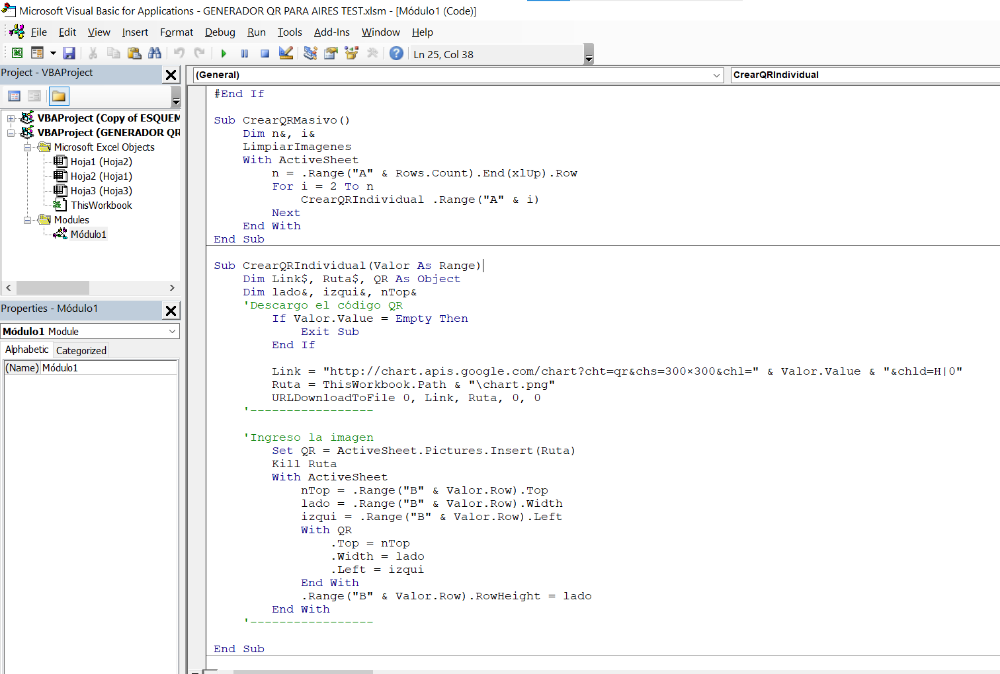 Microsoft Visual Basic for Applications - GENERADOR QR PARA AIRES TEST.xlsm - [Módulo1 (Code)]
File Edit View Insert Format Debug Run Tools Add-Ins Window Help
Ln 25, Col 38
Project - VBAProject
VBAProject (Copy of ESQUEM
VBAProject (GENERADOR QR
Microsoft Excel Objects
Hoja1 (Hoja2)
Hoja2 (Hoja1)
Hoja3 (Hoja3)
ThisWorkbook
Modules
Módulo1
Properties - Módulo1
Módulo1 Module
Alphabetic Categorized
(Name) Módulo1
(General) CrearQRIndividual
#End If
Sub CrearQRMasivo()
Dim n&, i&
LimpiarImagenes
With ActiveSheet
n = .Range("A" & Rows.Count).End(xlUp).Row
For i = 2 To n
CrearQRIndividual .Range("A" & i)
Next
End With
End Sub
Sub CrearQRIndividual(Valor As Range)
Dim Link$, Ruta$, QR As Object
Dim lado&, izqui&, nTop&
'Descargo el código QR
If Valor.Value = Empty Then
Exit Sub
End If
Link = "http://chart.apis.google.com/chart?cht=qr&chs=300×300&chl=" & Valor.Value & "&chld=H|0"
Ruta = ThisWorkbook.Path & "\chart.png"
URLDownloadToFile 0, Link, Ruta, 0, 0
'-----------------
'Ingreso la imagen
Set QR = ActiveSheet.Pictures.Insert(Ruta)
Kill Ruta
With ActiveSheet
nTop = .Range("B" & Valor.Row).Top
lado = .Range("B" & Valor.Row).Width
izqui = .Range("B" & Valor.Row).Left
With QR
.Top = nTop
.Width = lado
.Left = izqui
End With
.Range("B" & Valor.Row).RowHeight = lado
End With
'-----------------
End Sub